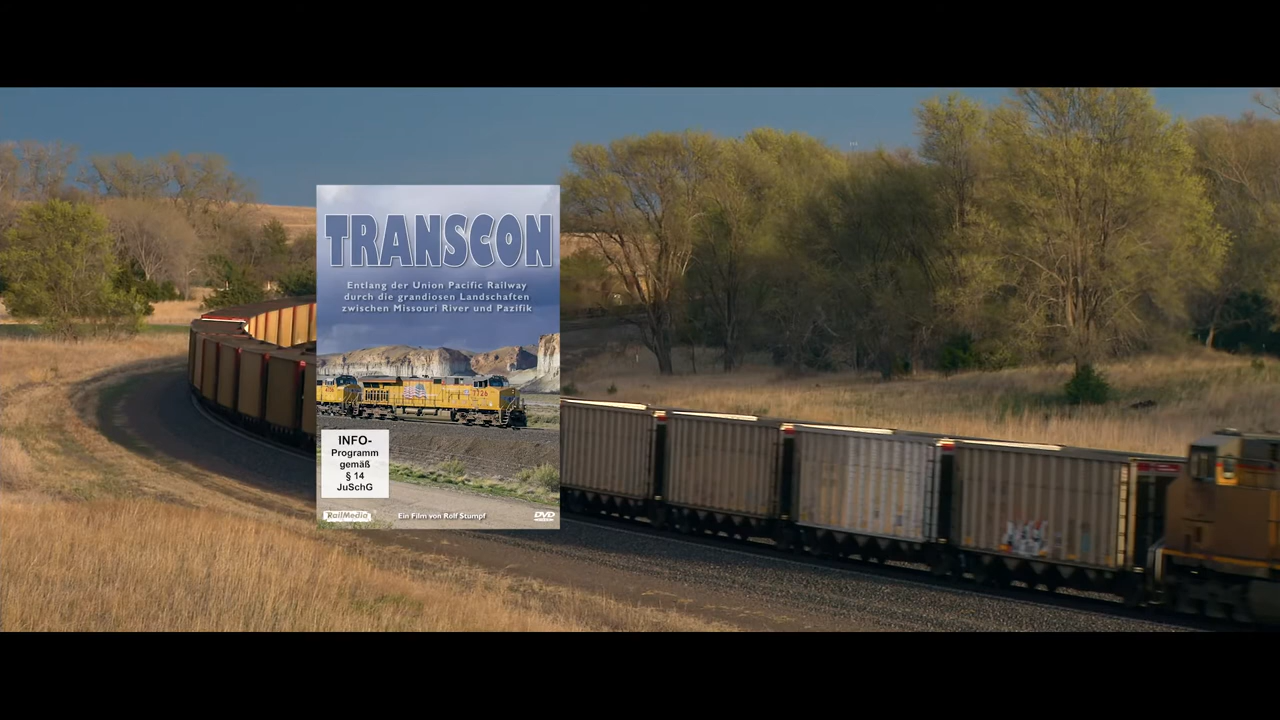 TRANSCON
Entlang der Union Pacific Railway
durch die grandiosen Landschaften
zwischen Missouri River und Pazifik
INFO-
Programm
gemäß
§ 14
JuSchG
RailMedia
Ein Film von Rolf Stumpf
DVD